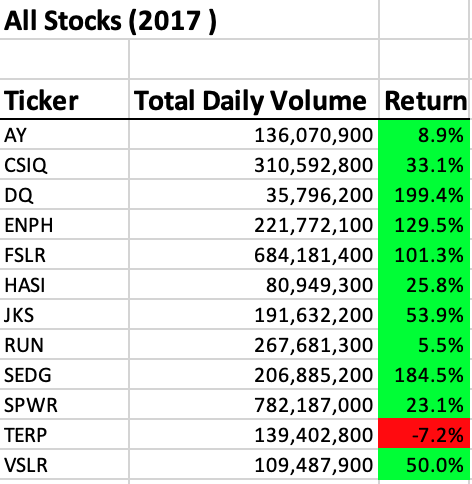 All Stocks (2017 )
Ticker Total Daily Volume Return
AY 136,070,900 8.9%
CSIQ 310,592,800 33.1%
DQ 35,796,200 199.4%
ENPH 221,772,100 129.5%
FSLR 684,181,400 101.3%
HASI 80,949,300 25.8%
JKS 191,632,200 53.9%
RUN 267,681,300 5.5%
SEDG 206,885,200 184.5%
SPWR 782,187,000 23.1%
TERP 139,402,800 -7.2%
VSLR 109,487,900 50.0%